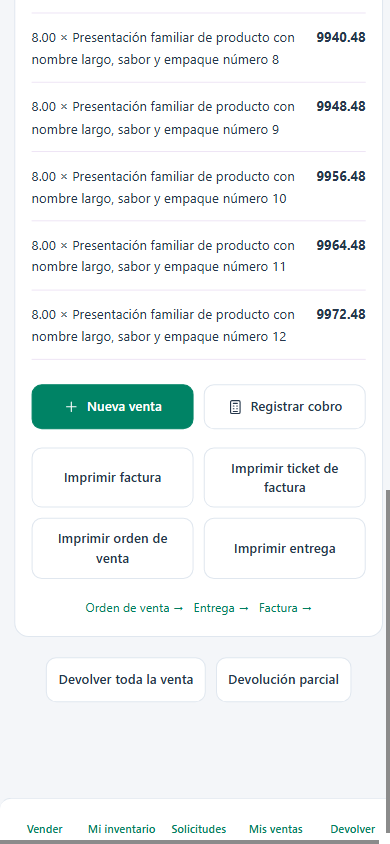 8.00 × Presentación familiar de producto con 9940.48
nombre largo, sabor y empaque número 8
8.00 × Presentación familiar de producto con 9948.48
nombre largo, sabor y empaque número 9
8.00 × Presentación familiar de producto con 9956.48
nombre largo, sabor y empaque número 10
8.00 × Presentación familiar de producto con 9964.48
nombre largo, sabor y empaque número 11
8.00 × Presentación familiar de producto con 9972.48
nombre largo, sabor y empaque número 12
+ Nueva venta
Registrar cobro
Imprimir factura
Imprimir ticket de
factura
Imprimir orden de
venta
Imprimir entrega
Orden de venta → Entrega → Factura →
Devolver toda la venta
Devolución parcial
Vender Mi inventario Solicitudes Mis ventas Devolver